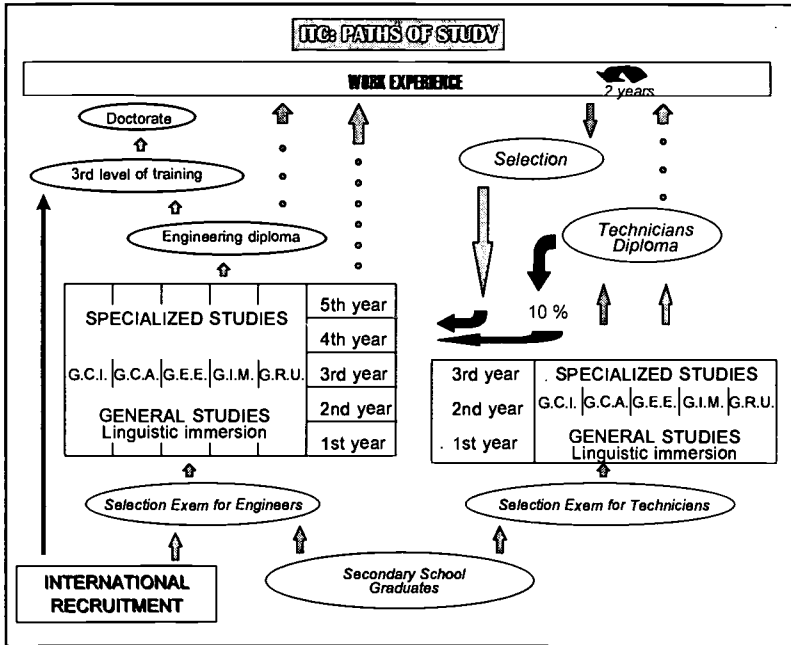 ITC: PATHS OF STUDY
WORK EXPERIENCE
2 years
Doctorate
Selection
3rd level of training
Engineering diploma
Technicians
Diploma
10 %
SPECIALIZED STUDIES
G.C.I. G.C.A. G.E.E. G.I.M. G.R.U.
GENERAL STUDIES
Linguistic immersion
5th year
4th year
3rd year
2nd year
1st year
3rd year
2nd year
1st year
SPECIALIZED STUDIES
G.C.I. G.C.A. G.E.E. G.I.M. G.R.U.
GENERAL STUDIES
Linguistic immersion
Selection Exam for Engineers
Selection Exam for Technicians
INTERNATIONAL
RECRUITMENT
Secondary School
Graduates